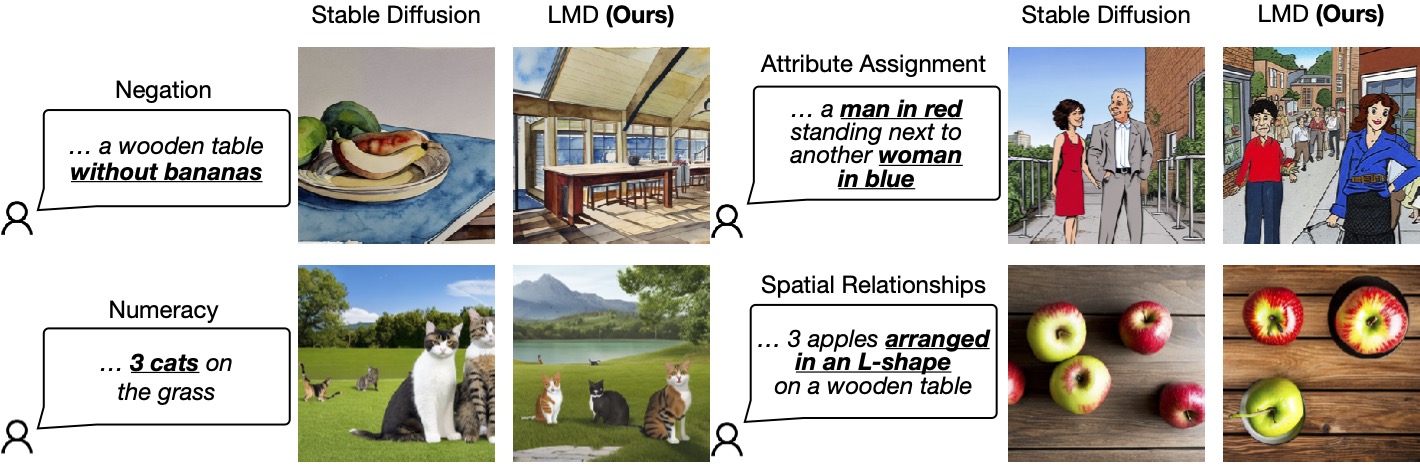 Stable Diffusion
LMD (Ours)
Negation
… a wooden table
without bananas
Numeracy
… 3 cats on
the grass
Stable Diffusion
LMD (Ours)
Attribute Assignment
… a man in red
standing next to
another woman
in blue
Spatial Relationships
… 3 apples arranged
in an L-shape
on a wooden table